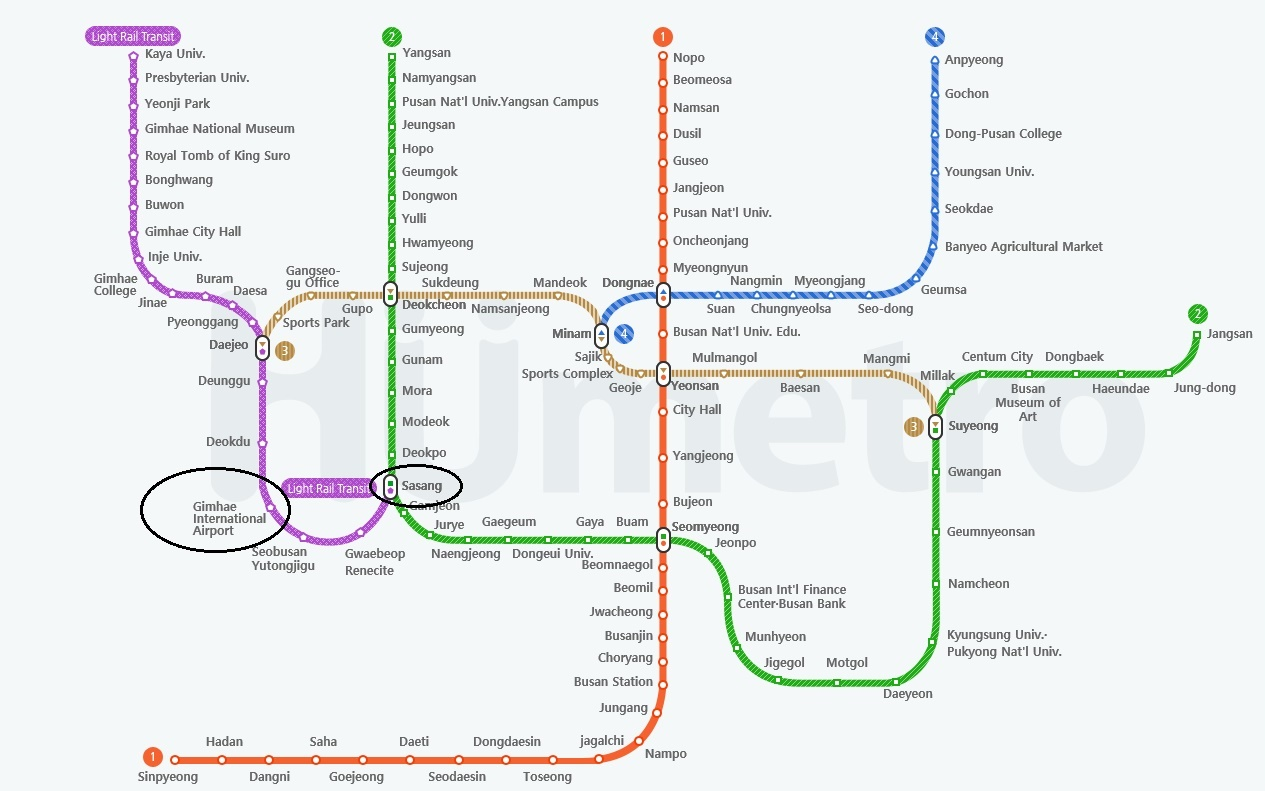 Light Rail Transit
Kaya Univ.
Presbyterian Univ.
Yeonji Park
Gimhae National Museum
Royal Tomb of King Suro
Bonghwang
Buwon
Gimhae City Hall
Inje Univ.
Gimhae
College
Jinae
Buram
Daesa
Pyeonggang
Daejeo
3
Deunggu
Deokdu
Gimhae
International
Airport
Seobusan
Yutongjigu
Gwaebeop
Renecite
Light Rail Transit
2
Yangsan
Namyangsan
Pusan Nat'l Univ.Yangsan Campus
Jeungsan
Hopo
Geumgok
Dongwon
Yulli
Hwamyeong
Sujeong
Deokcheon
Gumyeong
Gunam
Mora
Modeok
Deokpo
Sasang
Gamjeon
Jurye
Naengjeong
Gaegeum
Dongeui Univ.
Gaya
Buam
Seomyeong
Jeonpo
Busan Int'l Finance
Center·Busan Bank
Munhyeon
Jigegol
Motgol
Daeyeon
Kyungsung Univ.·
Pukyong Nat'l Univ.
Namcheon
Geumnyeonsan
Gwangan
Suyeong
3
Millak
Centum City
Busan
Museum of
Art
Dongbaek
Haeundae
Jung-dong
Jangsan
2
Sports Park
Gangseo-
gu Office
Gupo
Sukdeung
Namsanjeong
Mandeok
Minam
4
Sajik
Sports Complex
Geoje
Yeonsan
Mulmangol
Baesan
Mangmi
1
Nopo
Beomeosa
Namsan
Dusil
Guseo
Jangjeon
Pusan Nat'l Univ.
Oncheonjang
Myeongnyun
Dongnae
Busan Nat'l Univ. Edu.
City Hall
Yangjeong
Bujeon
Beomnaegol
Beomil
Jwacheong
Busanjin
Choryang
Busan Station
Jungang
Nampo
jagalchi
Toseong
Dongdaesin
Seodaesin
Daeti
Goejeong
Saha
Dangni
Hadan
Sinpyeong
1
4
Anpyeong
Gochon
Dong-Pusan College
Youngsan Univ.
Seokdae
Banyeo Agricultural Market
Geumsa
Seo-dong
Myeongjang
Chungnyeolsa
Nangmin
Suan
Humetro